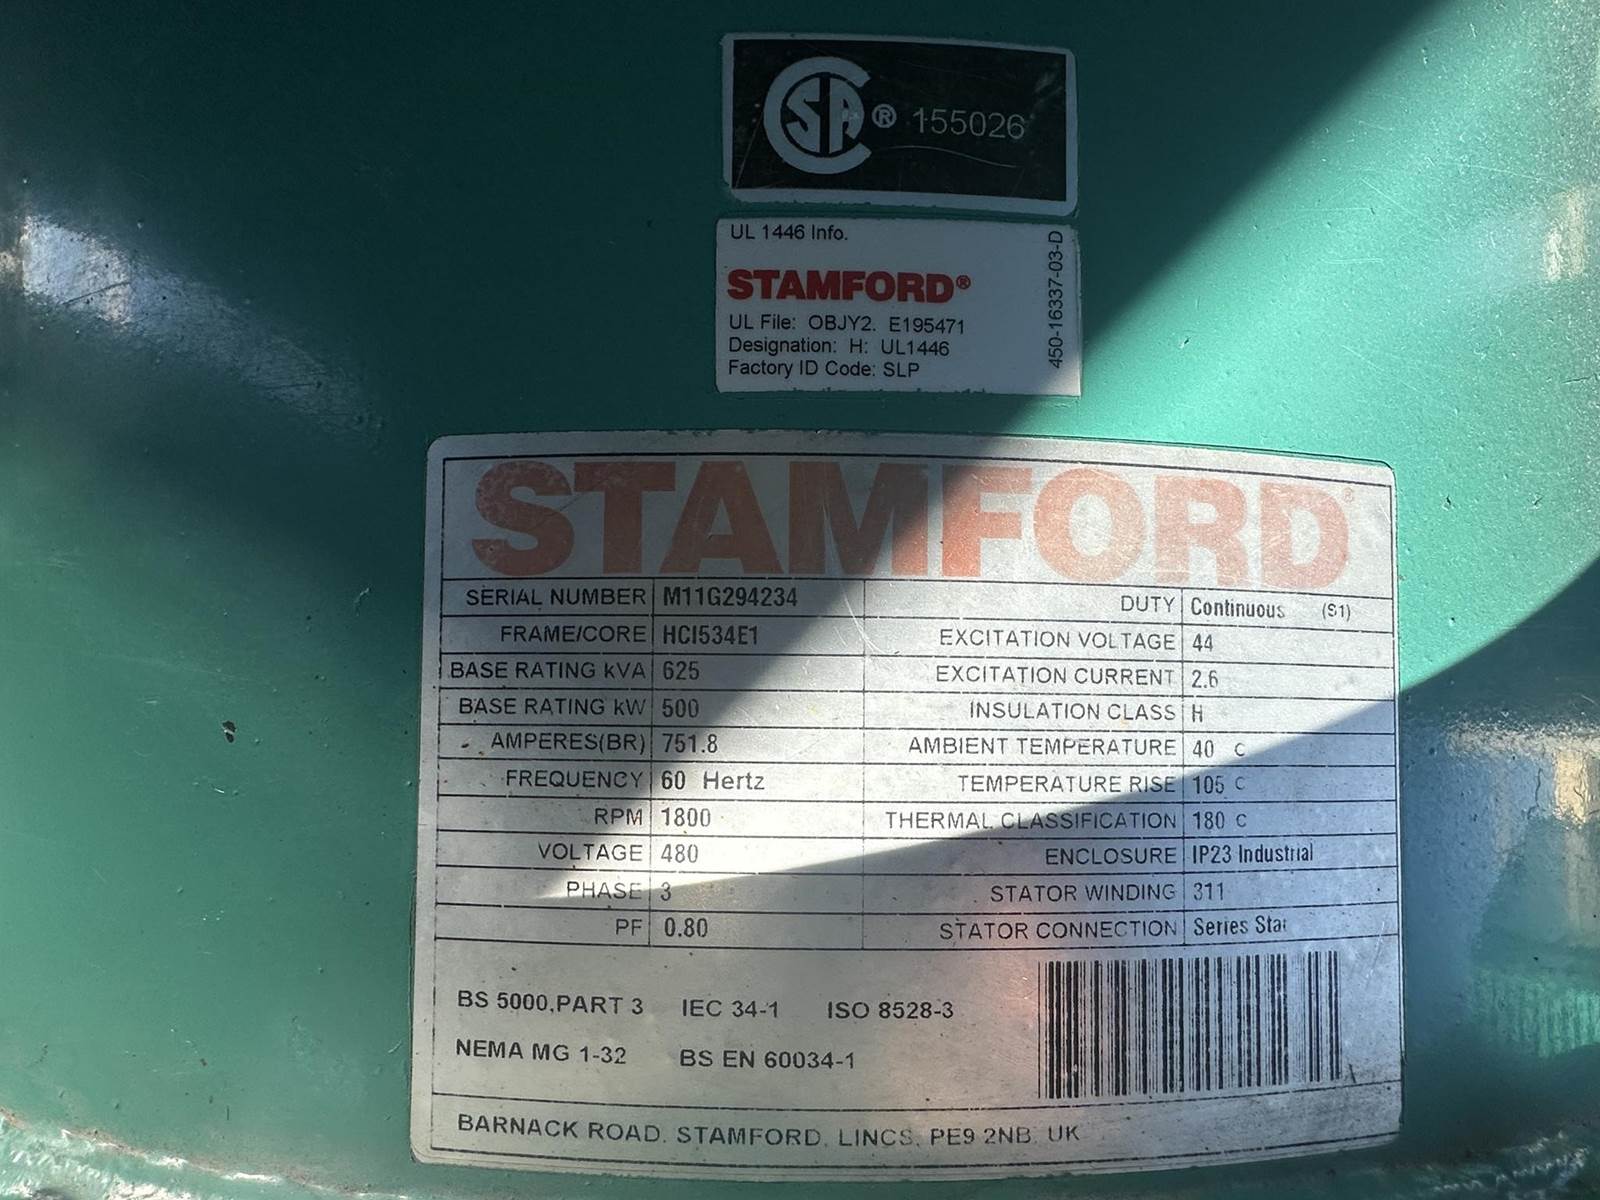 CSA ® 155026
UL 1446 Info.
STAMFORD®
UL File: OBJY2. E195471
Designation: H: UL1446
Factory ID Code: SLP
450-16337-03-D
STAMFORD®
SERIAL NUMBER M11G294234 DUTY Continuous (S1)
FRAME/CORE HCI534E1 EXCITATION VOLTAGE 44
BASE RATING kVA 625 EXCITATION CURRENT 2.6
BASE RATING kW 500 INSULATION CLASS H
AMPERES(BR) 751.8 AMBIENT TEMPERATURE 40 C
FREQUENCY 60 Hertz TEMPERATURE RISE 105 C
RPM 1800 THERMAL CLASSIFICATION 180 C
VOLTAGE 480 ENCLOSURE IP23 Industrial
PHASE 3 STATOR WINDING 311
PF 0.80 STATOR CONNECTION Series Star
BS 5000,PART 3 IEC 34-1 ISO 8528-3
NEMA MG 1-32 BS EN 60034-1
BARNACK ROAD, STAMFORD, LINCS, PE9 2NB, UK